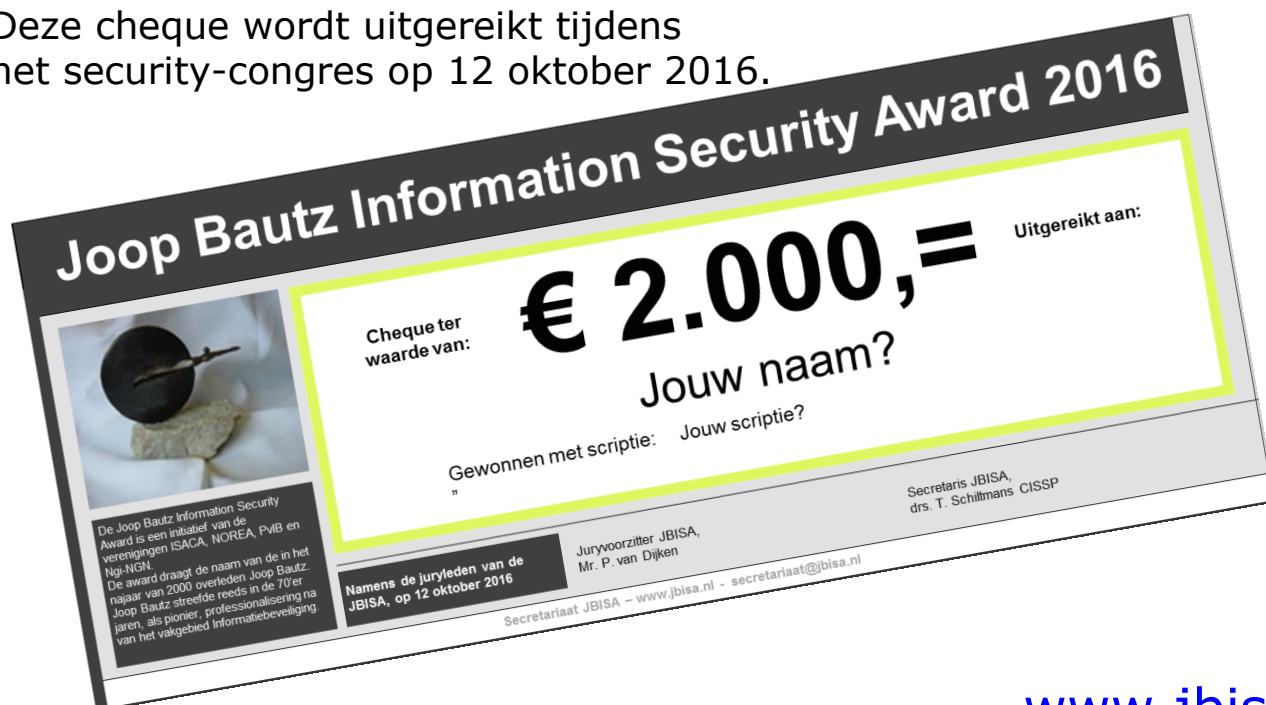 Deze cheque wordt uitgereikt tijdens
het security-congres op 12 oktober 2016.
Joop Bautz Information Security Award 2016
Cheque ter
waarde van:
€ 2.000,=
Uitgereikt aan:
Jouw naam?
Gewonnen met scriptie: Jouw scriptie?
”
De Joop Bautz Information Security
Award is een initiatief van de
verenigingen ISACA, NOREA, PvIB en
Ngi-NGN.
De award draagt de naam van de in het
najaar van 2000 overleden Joop Bautz.
Joop Bautz streefde reeds in de 70'er
jaren, als pionier, professionalisering na
van het vakgebied Informatiebeveiliging.
Namens de juryleden van de
JBISA, op 12 oktober 2016
Juryvoorzitter JBISA,
Mr. P. van Dijken
Secretaris JBISA,
drs. T. Schiltmans CISSP
Secretariaat JBISA – www.jbisa.nl - secretariaat@jbisa.nl
www.jbis